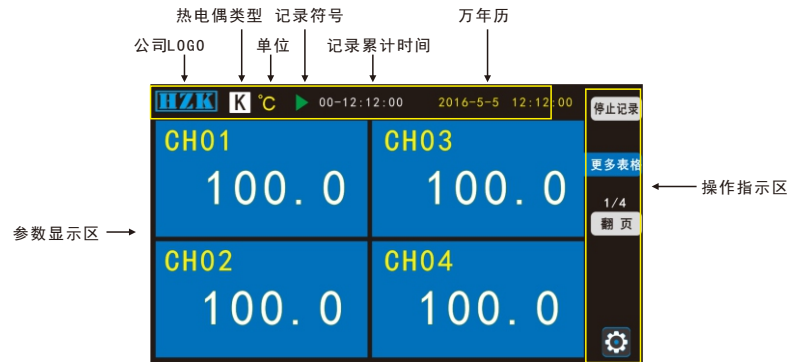 热电偶类型 记录符号 万年历
公司LOGO 单位 记录累计时间
HZK K ℃ 00-12:12:00 2016-5-5 12:12:00
停止记录
CH01 CH03
更多表格
100.0 100.0
操作指示区
1/4
翻 页
参数显示区
CH02 CH04
100.0 100.0